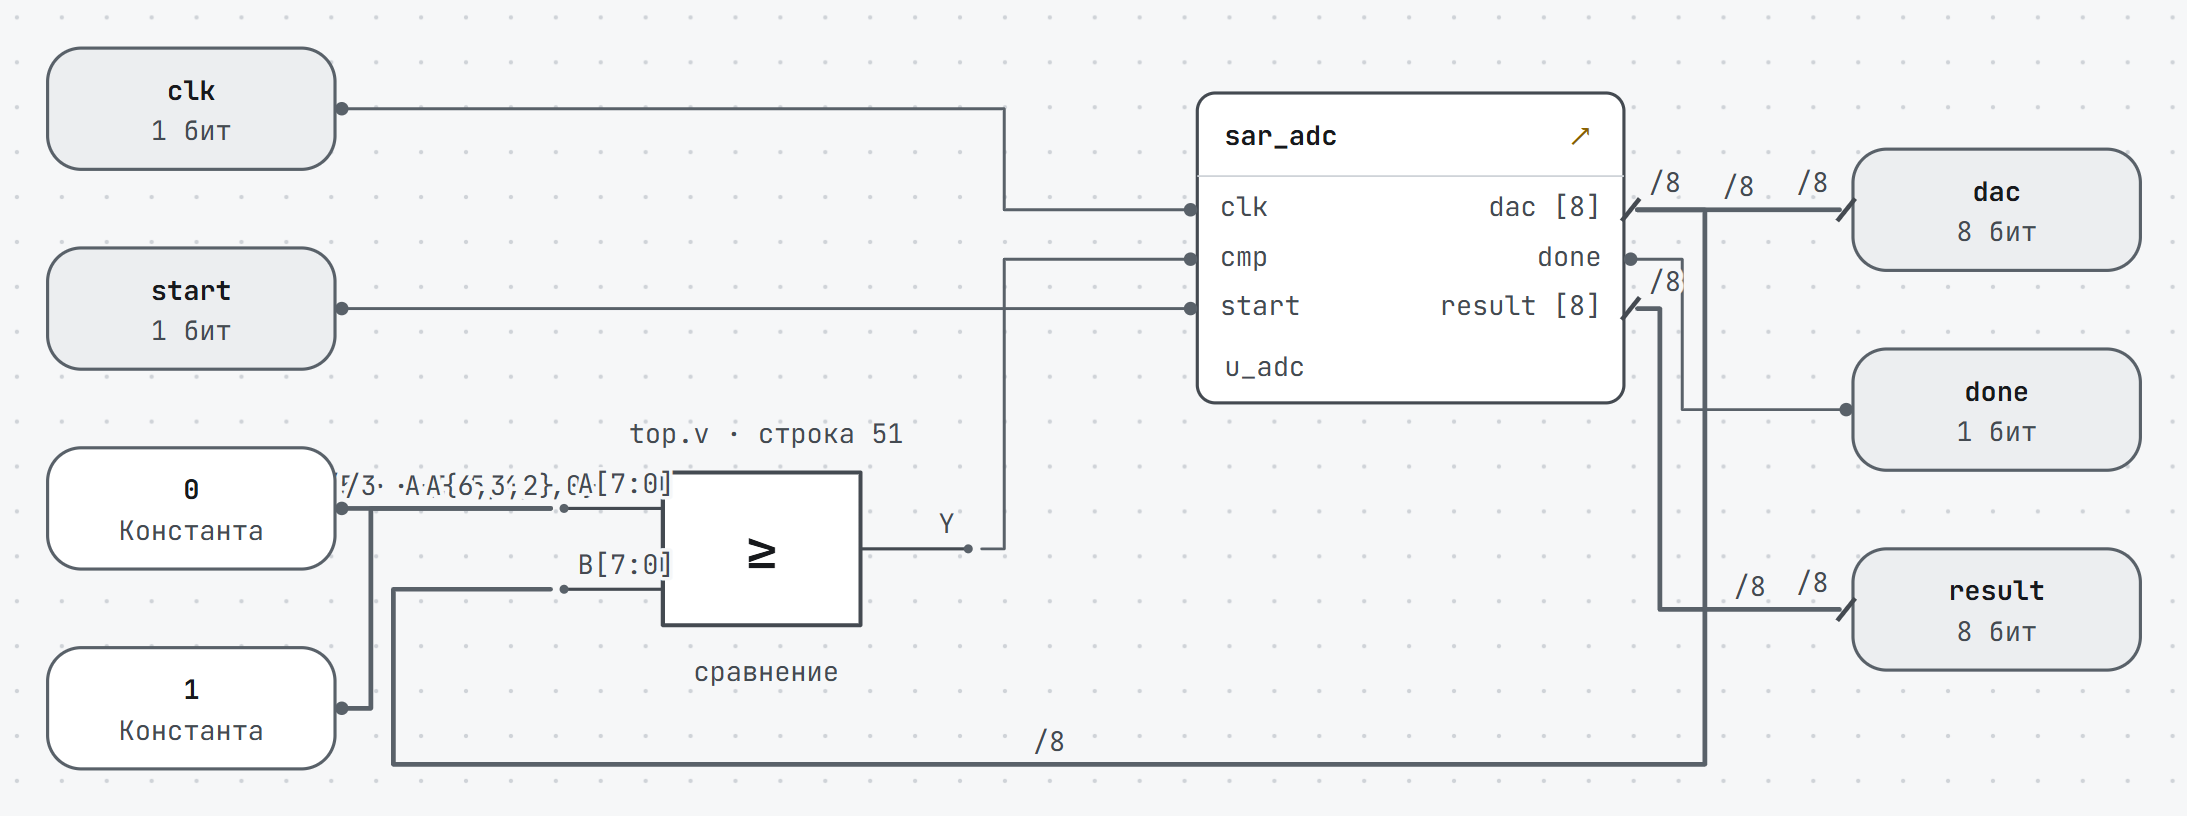 clk
1 бит
start
1 бит
0
Константа
1
Константа
top.v · строка 51
A[7:0]
B[7:0]
≥
Y
сравнение
/8
sar_adc
↗
clk
dac [8]
cmp
done
start
result [8]
u_adc
/8
/8
/8
/8
/8
/8
dac
8 бит
done
1 бит
result
8 бит